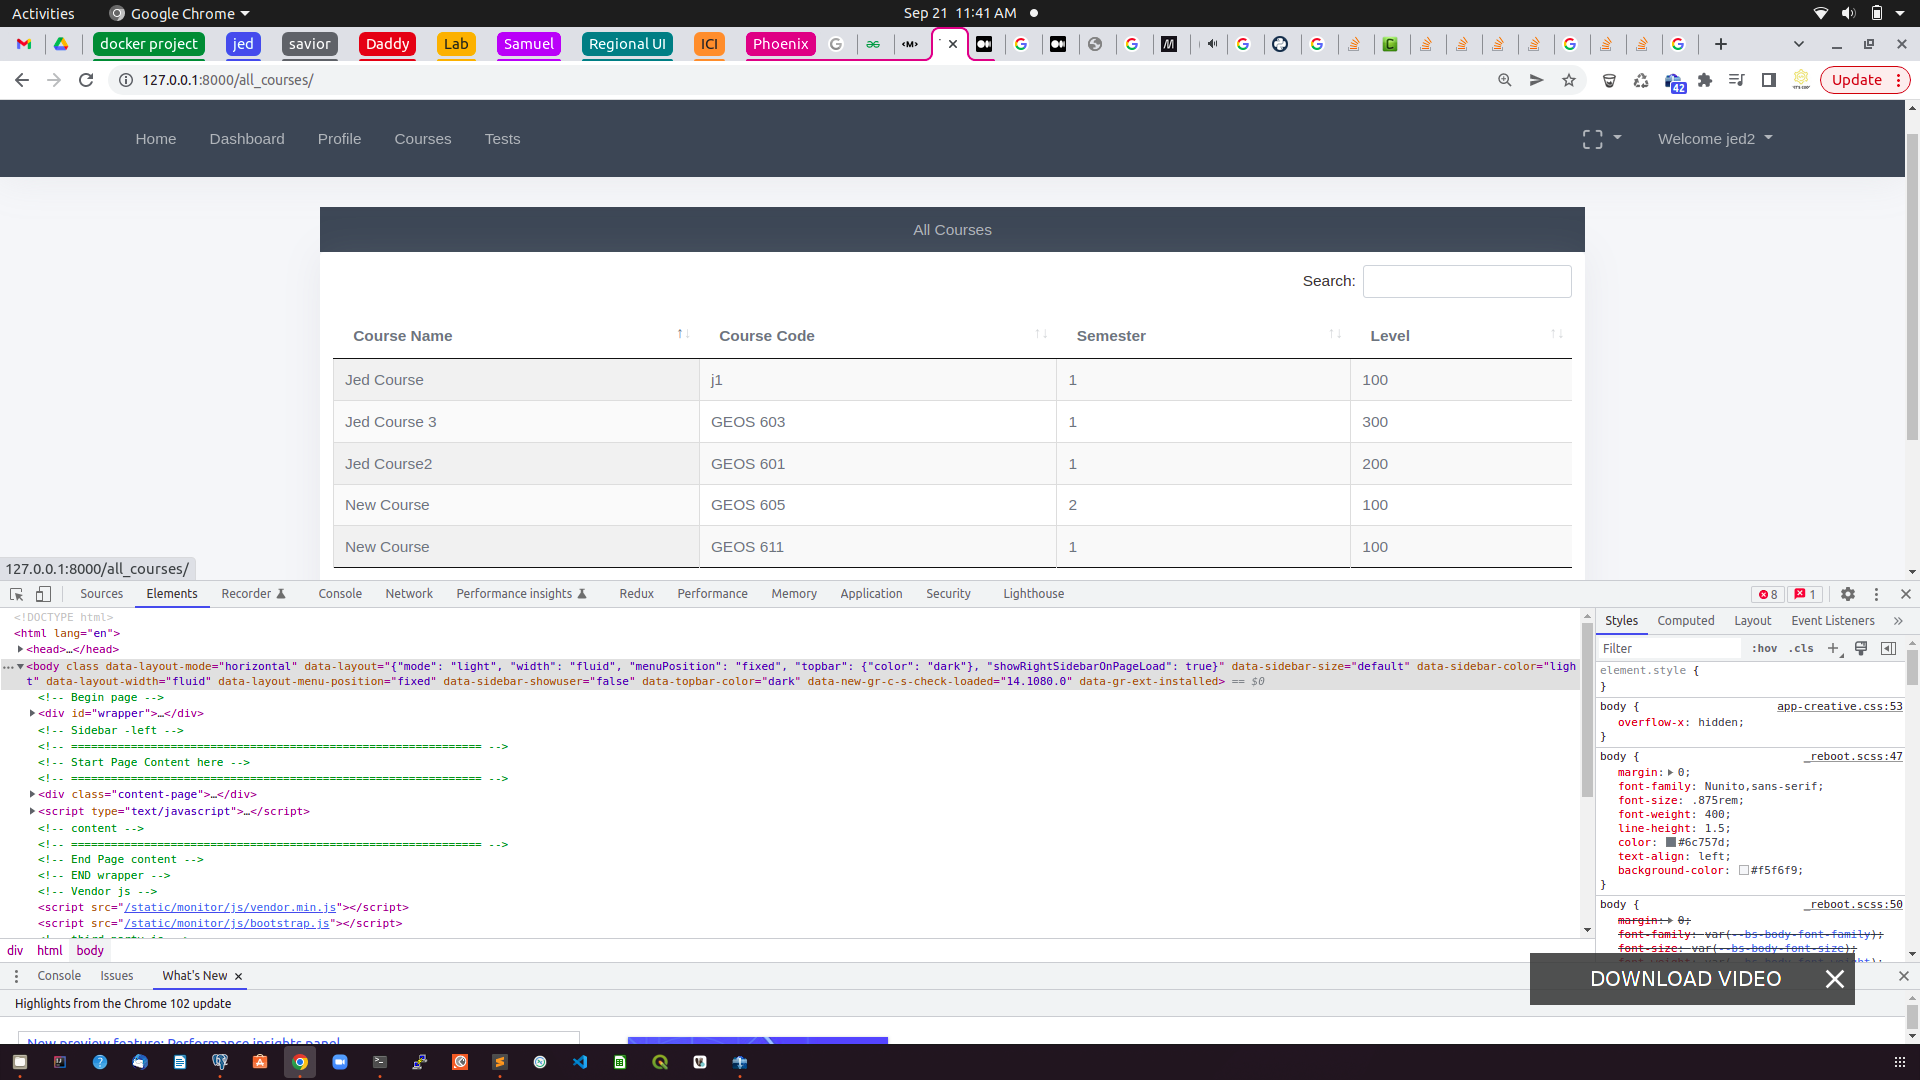 Activities Google Chrome Sep 21 11:41 AM
docker project jed savior Daddy Lab Samuel Regional UI ICI Phoenix
127.0.0.1:8000/all_courses/ 42 Update
Home Dashboard Profile Courses Tests Welcome jed2
All Courses
Search:
Course Name Course Code Semester Level
Jed Course j1 1 100
Jed Course 3 GEOS 603 1 300
Jed Course2 GEOS 601 1 200
New Course GEOS 605 2 100
New Course GEOS 611 1 100
127.0.0.1:8000/all_courses/
Sources Elements Recorder Console Network Performance insights Redux Performance Memory Application Security Lighthouse 8 1
<!DOCTYPE html>
<html lang="en">
<head>…</head>
<body class data-layout-mode="horizontal" data-layout="{"mode": "light", "width": "fluid", "menuPosition": "fixed", "topbar": {"color": "dark"}, "showRightSidebarOnPageLoad": true}" data-sidebar-size="default" data-sidebar-color="ligh
t" data-layout-width="fluid" data-layout-menu-position="fixed" data-sidebar-showuser="false" data-topbar-color="dark" data-new-gr-c-s-check-loaded="14.1080.0" data-gr-ext-installed> == $0
<!-- Begin page -->
<div id="wrapper">…</div>
<!-- Sidebar -left -->
<!-- ============================================================== -->
<!-- Start Page Content here -->
<!-- ============================================================== -->
<div class="content-page">…</div>
<script type="text/javascript">…</script>
<!-- content -->
<!-- ============================================================== -->
<!-- End Page content -->
<!-- END wrapper -->
<!-- Vendor js -->
<script src="/static/monitor/js/vendor.min.js"></script>
<script src="/static/monitor/js/bootstrap.js"></script>
div html body
Styles Computed Layout Event Listeners
Filter :hov .cls
element.style {
}
body { app-creative.css:53
overflow-x: hidden;
}
body { _reboot.scss:47
margin: 0;
font-family: Nunito,sans-serif;
font-size: .875rem;
font-weight: 400;
line-height: 1.5;
color: #6c757d;
text-align: left;
background-color: #f5f6f9;
}
body { _reboot.scss:50
margin: 0;
font-family: var(--bs-body-font-family);
font-size: var(--bs-body-font-size);
DOWNLOAD VIDEO
Console Issues What's New
Highlights from the Chrome 102 update
New preview feature: Performance insights panel